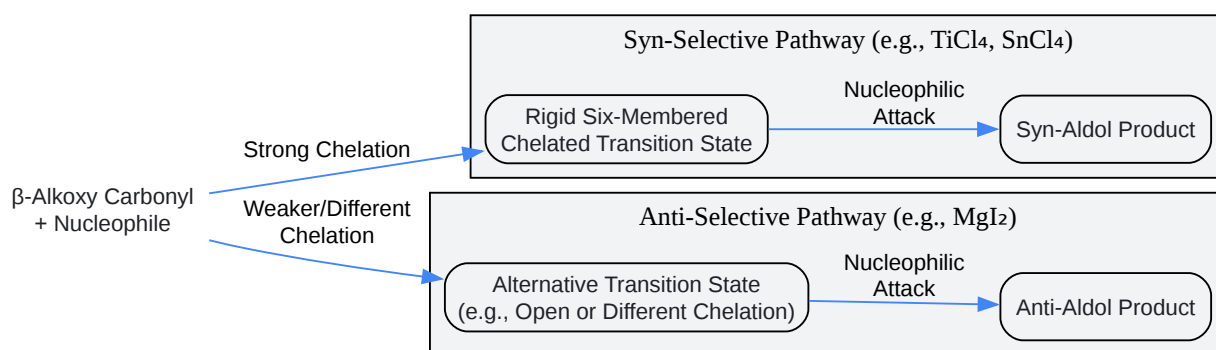 Syn-Selective Pathway (e.g., TiCl₄, SnCl₄)
Nucleophilic
Attack
Rigid Six-Membered
Chelated Transition State
Syn-Aldol Product
Strong Chelation
β-Alkoxy Carbonyl
+ Nucleophile
Weaker/Different
Chelation
Anti-Selective Pathway (e.g., MgI₂)
Nucleophilic
Attack
Alternative Transition State
(e.g., Open or Different Chelation)
Anti-Aldol Product